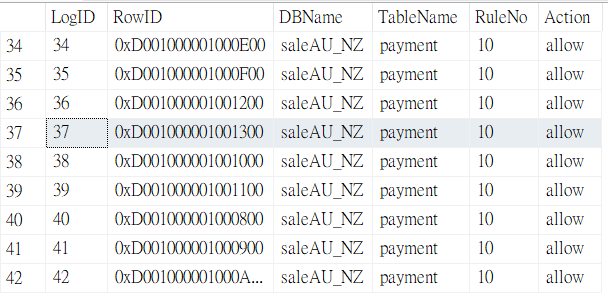 LogID RowID DBName TableName RuleNo Action
34 34 0xD001000001000E00 saleAU_NZ payment 10 allow
35 35 0xD001000001000F00 saleAU_NZ payment 10 allow
36 36 0xD001000001001200 saleAU_NZ payment 10 allow
37 37 0xD001000001001300 saleAU_NZ payment 10 allow
38 38 0xD001000001001000 saleAU_NZ payment 10 allow
39 39 0xD001000001001100 saleAU_NZ payment 10 allow
40 40 0xD001000001000800 saleAU_NZ payment 10 allow
41 41 0xD001000001000900 saleAU_NZ payment 10 allow
42 42 0xD001000001000A... saleAU_NZ payment 10 allow